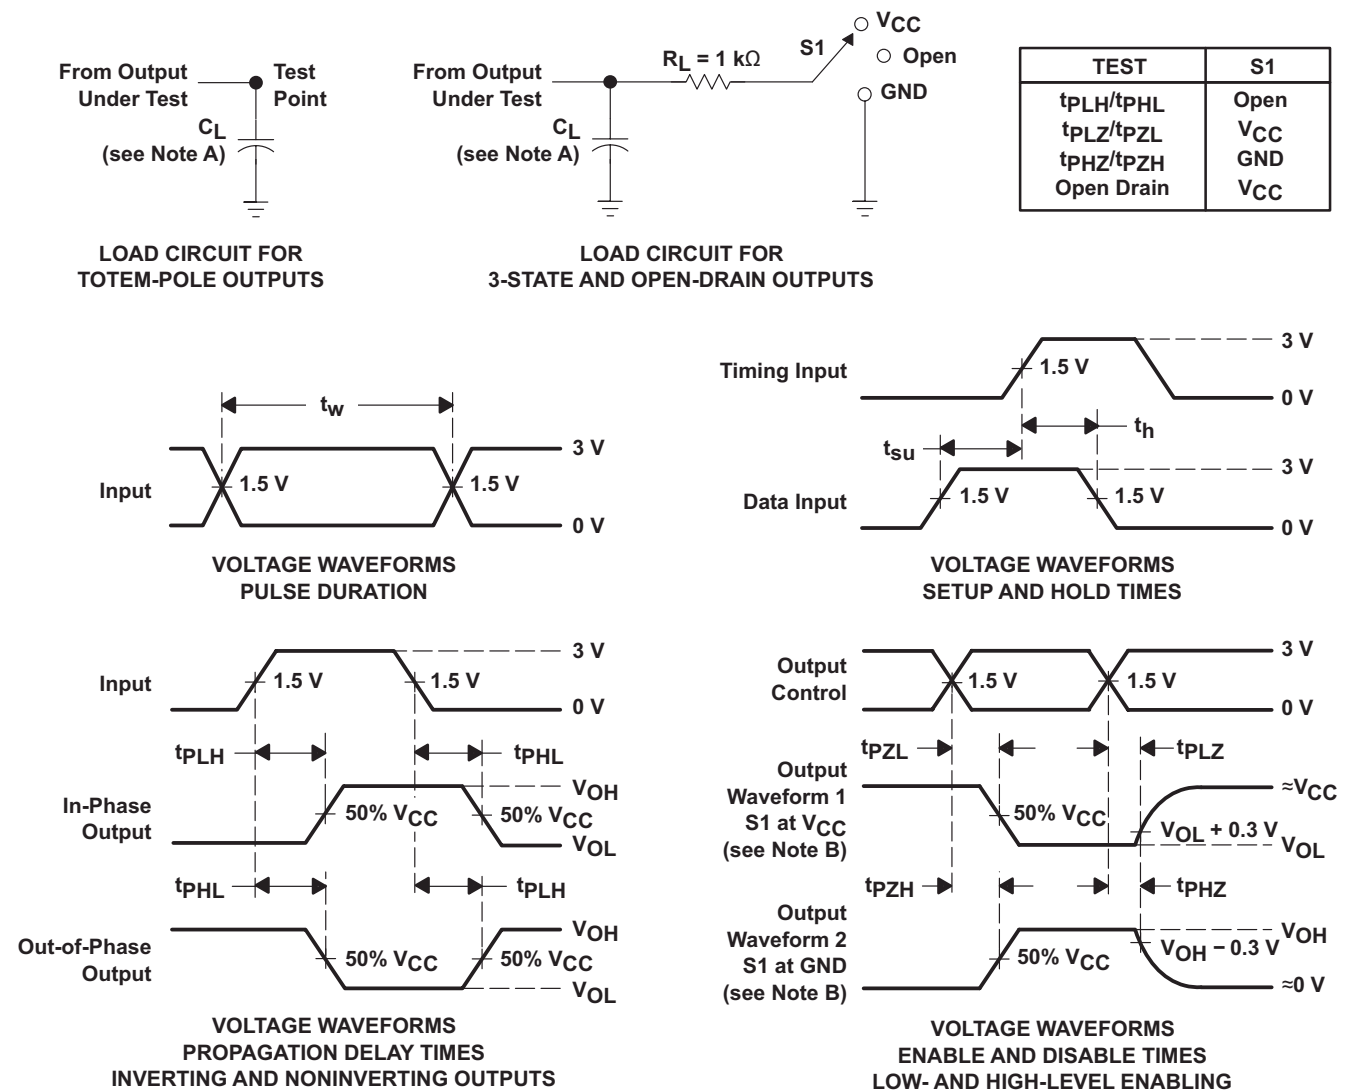 From Output
Under Test
Test
Point
CL
(see Note A)
LOAD CIRCUIT FOR
TOTEM-POLE OUTPUTS
From Output
Under Test
CL
(see Note A)
RL = 1 kΩ
S1
VCC
Open
GND
LOAD CIRCUIT FOR
3-STATE AND OPEN-DRAIN OUTPUTS
TEST S1
tPLH/tPHL Open
tPLZ/tPZL VCC
tPHZ/tPZH GND
Open Drain VCC
tw
Input
1.5 V
1.5 V
3 V
0 V
VOLTAGE WAVEFORMS
PULSE DURATION
Timing Input
1.5 V
3 V
0 V
th
tsu
Data Input
1.5 V
1.5 V
3 V
0 V
VOLTAGE WAVEFORMS
SETUP AND HOLD TIMES
Input
1.5 V
1.5 V
3 V
0 V
tPLH
tPHL
In-Phase
Output
50% VCC
50% VCC
VOH
VOL
tPHL
tPLH
Out-of-Phase
Output
50% VCC
50% VCC
VOH
VOL
VOLTAGE WAVEFORMS
PROPAGATION DELAY TIMES
INVERTING AND NONINVERTING OUTPUTS
Output
Control
1.5 V
1.5 V
3 V
0 V
tPZL
tPLZ
Output
Waveform 1
S1 at VCC
(see Note B)
50% VCC
VOL + 0.3 V
≈VCC
VOL
tPZH
tPHZ
Output
Waveform 2
S1 at GND
(see Note B)
50% VCC
VOH − 0.3 V
VOH
≈0 V
VOLTAGE WAVEFORMS
ENABLE AND DISABLE TIMES
LOW- AND HIGH-LEVEL ENABLING